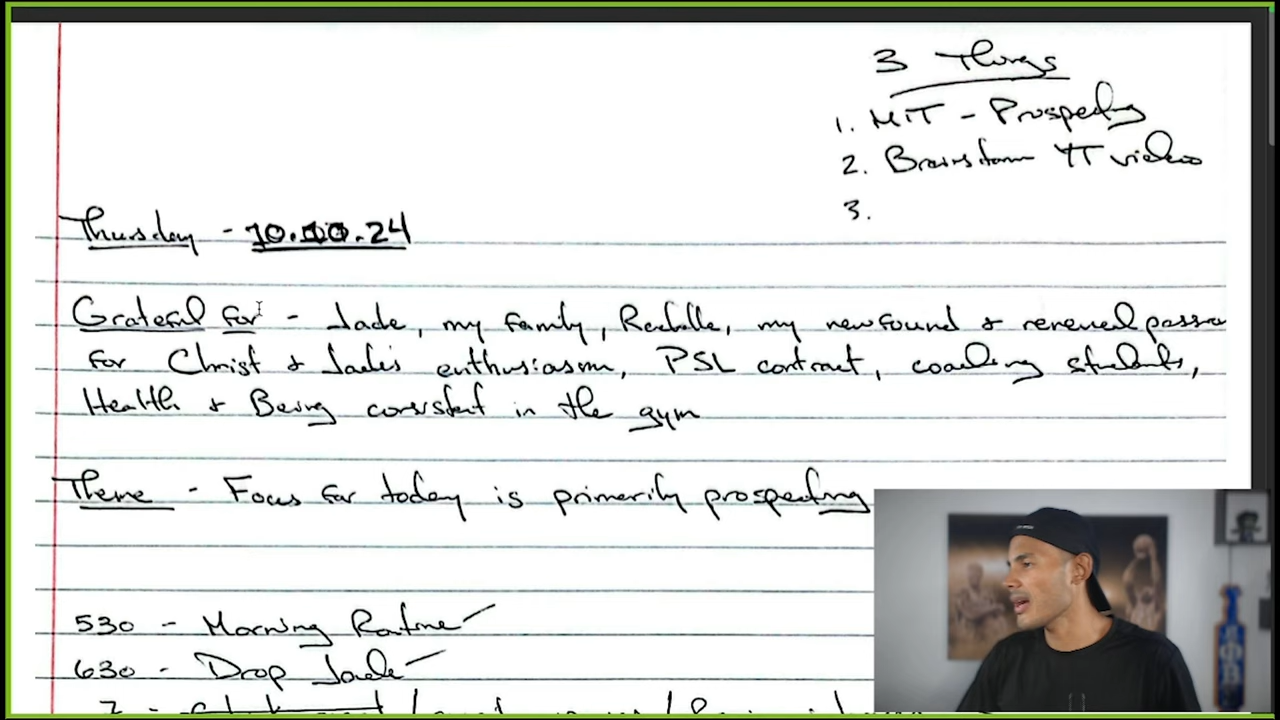 3 Things
1. MIT - Prospecting
2. Brainstorm YT video
3.
Thursday - 10.10.24
Grateful for - Jade, my family, Rachelle, my newfound & renewed passion
for Christ & Jade's enthusiasm, PSL contract, coaching students,
Health & Being consistent in the gym
Theme - Focus for today is primarily prospecting
530 - Morning Routine
630 - Drop Jade
7 -